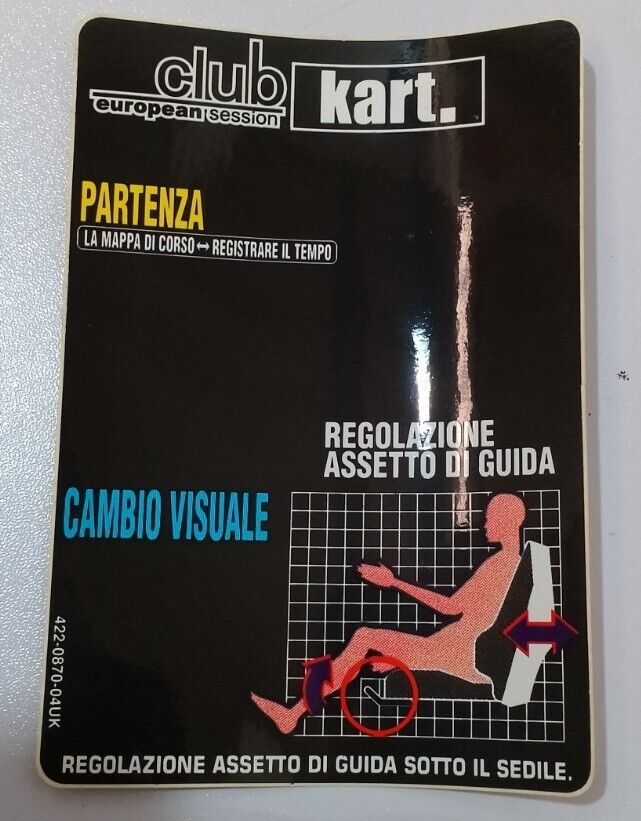 club
european session
kart.
PARTENZA
LA MAPPA DI CORSO ↔ REGISTRARE IL TEMPO
REGOLAZIONE
ASSETTO DI GUIDA
CAMBIO VISUALE
422-0870-04UK
REGOLAZIONE ASSETTO DI GUIDA SOTTO IL SEDILE.